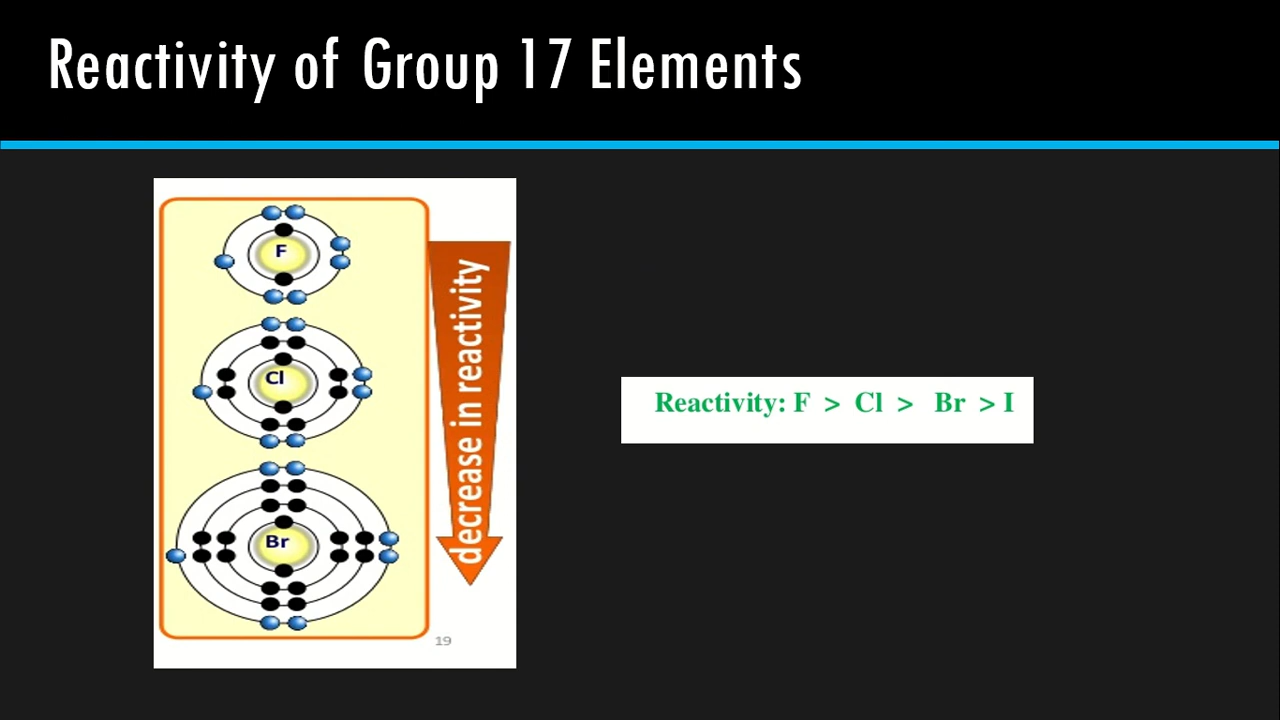 Reactivity of Group 17 Elements
F
Cl
Br
decrease in reactivity
19
Reactivity: F > Cl > Br > I